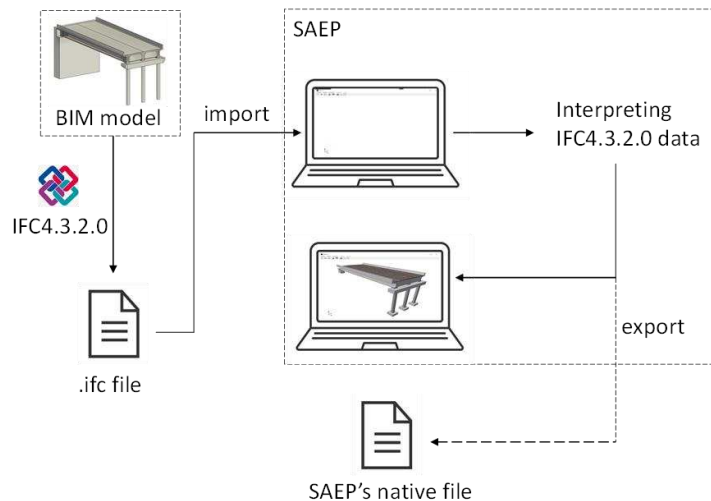 SAEP
BIM model
import
Interpreting
IFC4.3.2.0 data
IFC4.3.2.0
export
.ifc file
SAEP's native file